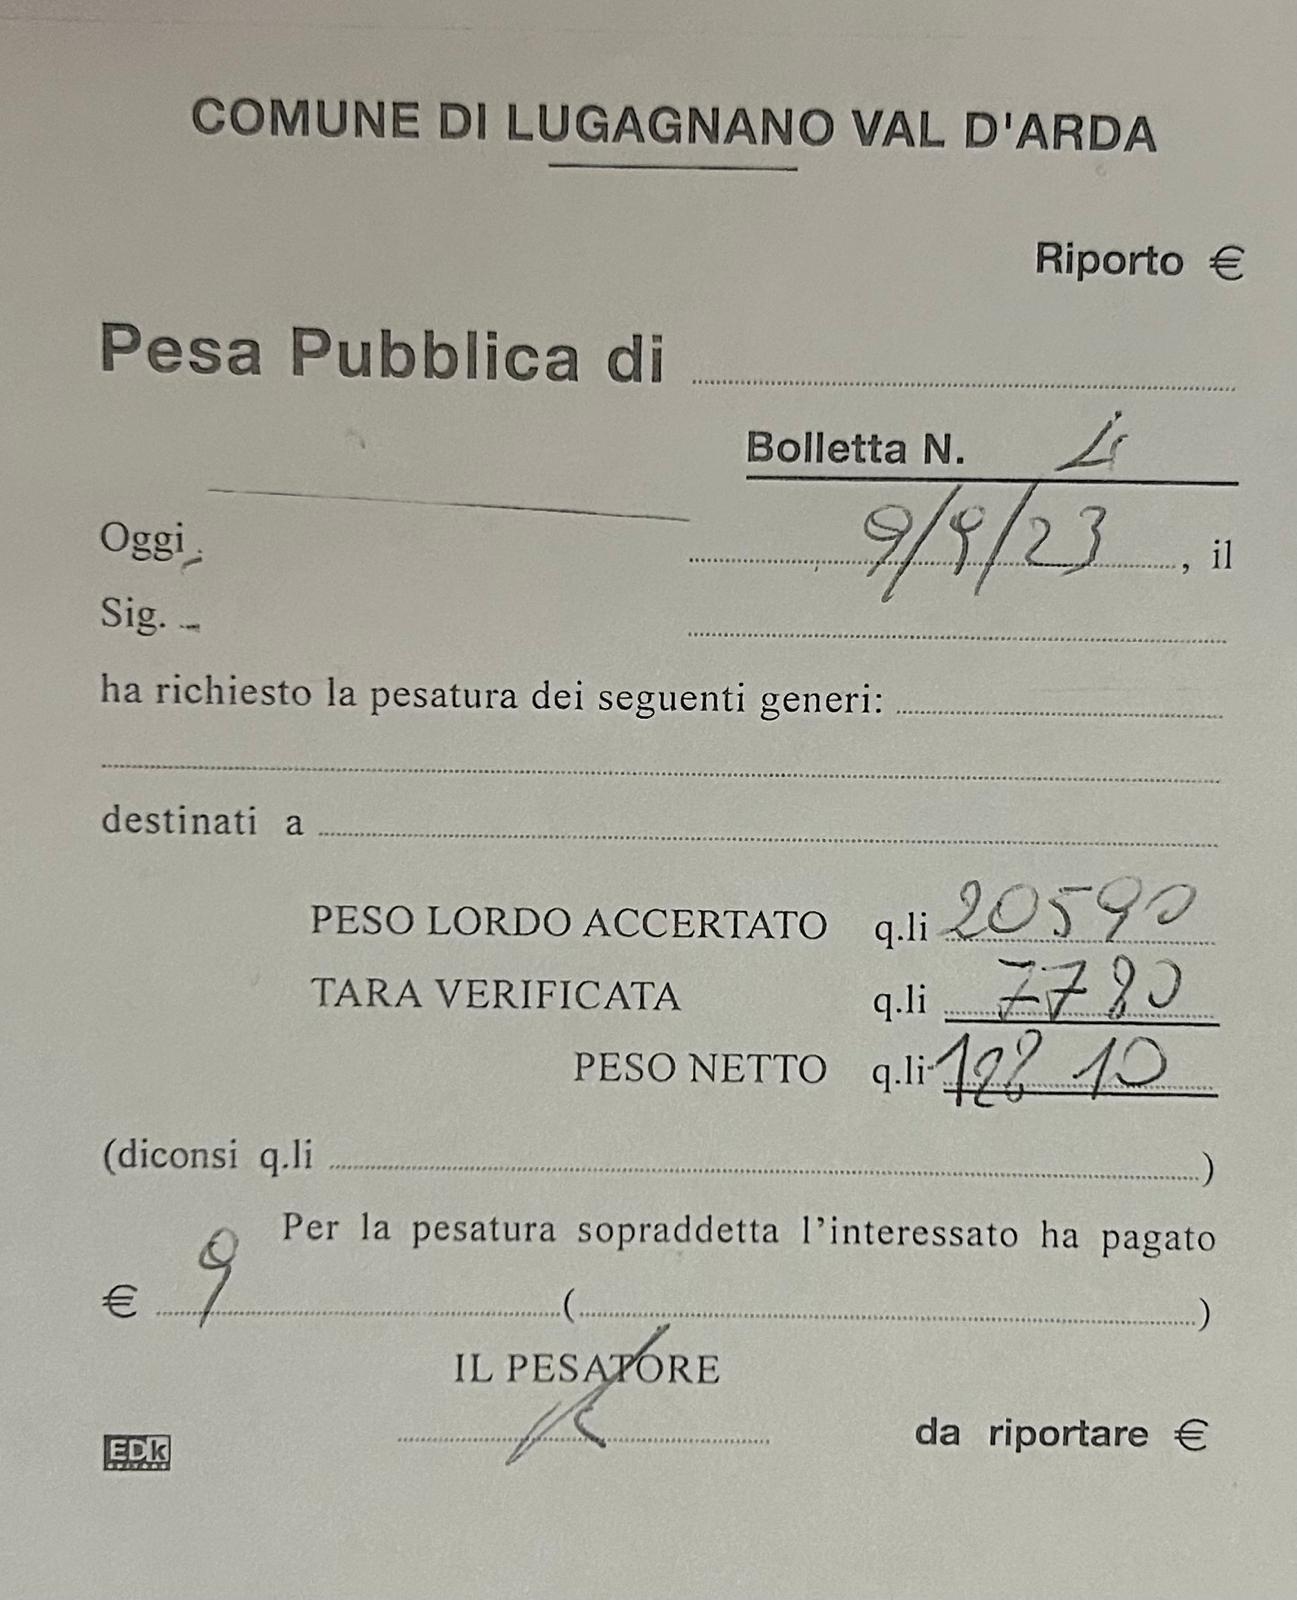 COMUNE DI LUGAGNANO VAL D'ARDA
Riporto €
Pesa Pubblica di
Bolletta N. 4
Oggi, 9/9/23, il
Sig.
ha richiesto la pesatura dei seguenti generi:
destinati a
PESO LORDO ACCERTATO q.li 20590
TARA VERIFICATA q.li 7780
PESO NETTO q.li 12810
(diconsi q.li )
Per la pesatura sopraddetta l'interessato ha pagato
€ 9 ( )
IL PESATORE
da riportare €
EDK